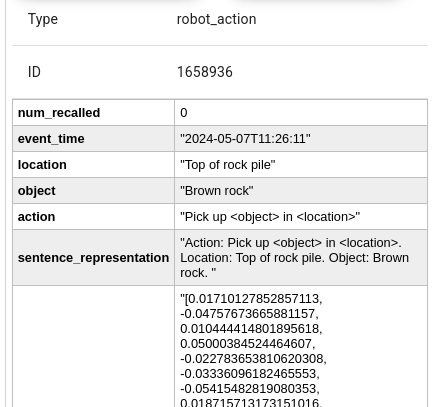 Type robot_action
ID 1658936
num_recalled 0
event_time "2024-05-07T11:26:11"
location "Top of rock pile"
object "Brown rock"
action "Pick up <object> in <location>"
sentence_representation "Action: Pick up <object> in <location>.
Location: Top of rock pile. Object: Brown
rock. "
"[0.01710127852857113,
-0.04757673665881157,
0.010444414801895618,
0.05000384524464607,
-0.022783653810620308,
-0.03336096182465553,
-0.05415482819080353,
0.018715713173151016,